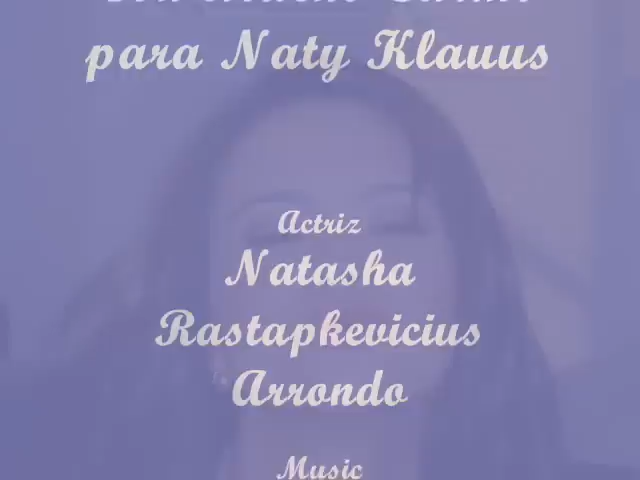 para Naty Klauus
Actriz
Natasha
Rastapkevicius
Arrondo
Music